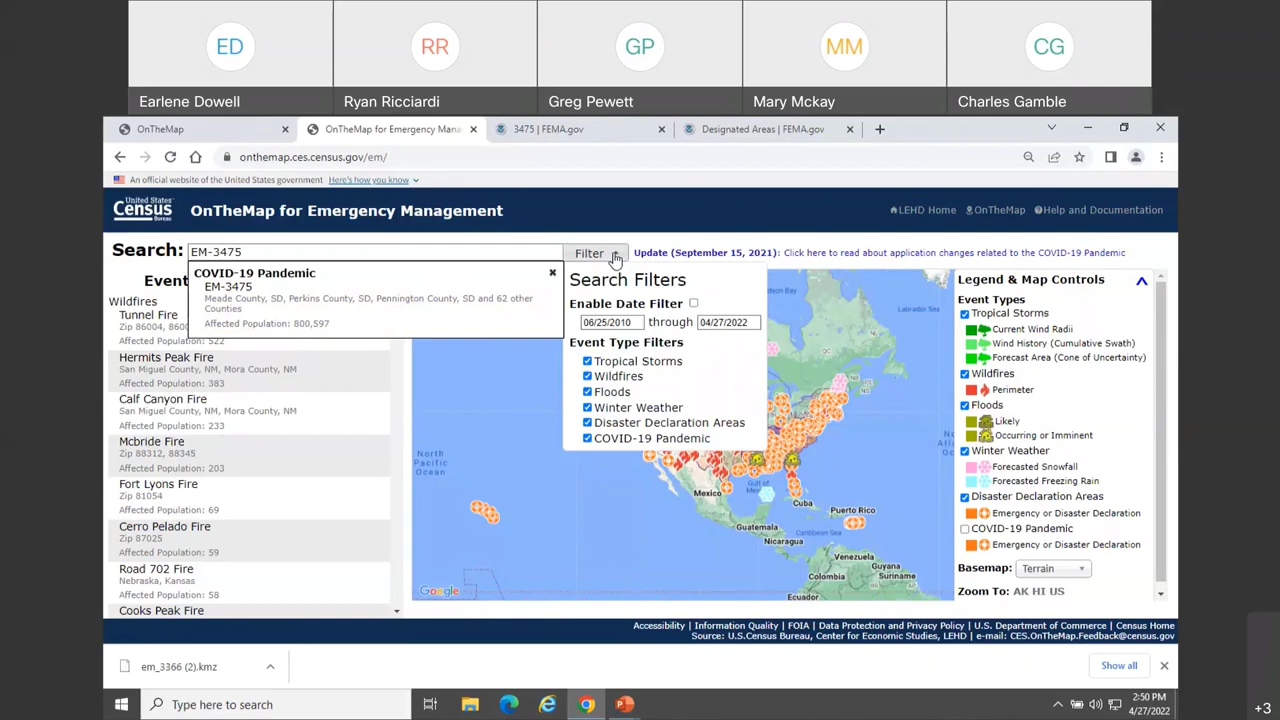 ED
RR
GP
MM
CG
Earlene Dowell
Ryan Ricciardi
Greg Pewett
Mary Mckay
Charles Gamble
OnTheMap
OnTheMap for Emergency Mana
3475 | FEMA.gov
Designated Areas | FEMA.gov
onthemap.ces.census.gov/em/
An official website of the United States government Here's how you know
United States Census Bureau
OnTheMap for Emergency Management
LEHD Home
OnTheMap
Help and Documentation
Search: EM-3475
Filter
Update (September 15, 2021) : Click here to read about application changes related to the COVID-19 Pandemic
COVID-19 Pandemic
EM-3475
Meade County, SD, Perkins County, SD, Pennington County, SD and 62 other
Counties
Affected Population: 800,597
Even
Wildfires
Tunnel Fire
Zip 86004, 860
Affected Population: 522
Hermits Peak Fire
San Miguel County, NM, Mora County, NM
Affected Population: 383
Calf Canyon Fire
San Miguel County, NM, Mora County, NM
Affected Population: 233
Mcbride Fire
Zip 88312, 88345
Affected Population: 203
Fort Lyons Fire
Zip 81054
Affected Population: 69
Cerro Pelado Fire
Zip 87025
Affected Population: 59
Road 702 Fire
Nebraska, Kansas
Affected Population: 58
Cooks Peak Fire
Search Filters
Enable Date Filter
06/25/2010 through 04/27/2022
Event Type Filters
Tropical Storms
Wildfires
Floods
Winter Weather
Disaster Declaration Areas
COVID-19 Pandemic
son Bay
Labrador Sea
QC
NB
NS
North
Pacific
Ocean
Mexico
Gulf of
Mexico
Cuba
Puerto Rico
Caribbean Sea
Guatemala
Nicaragua
Venezuela
Guyana
Colombia
Suriname
Ecuador
Google
Nor
Atla
Oce
Legend & Map Controls
Event Types
Tropical Storms
Current Wind Radii
Wind History (Cumulative Swath)
Forecast Area (Cone of Uncertainty)
Wildfires
Perimeter
Floods
Likely
Occurring or Imminent
Winter Weather
Forecasted Snowfall
Forecasted Freezing Rain
Disaster Declaration Areas
Emergency or Disaster Declaration
COVID-19 Pandemic
Emergency or Disaster Declaration
Basemap: Terrain
Zoom To: AK HI US
Accessibility | Information Quality | FOIA | Data Protection and Privacy Policy | U.S. Department of Commerce | Census Home
Source: U.S.Census Bureau, Center for Economic Studies, LEHD | e-mail: CES.OnTheMap.Feedback@census.gov
em_3366 (2).kmz
Show all
Type here to search
2:50 PM
4/27/2022
+3